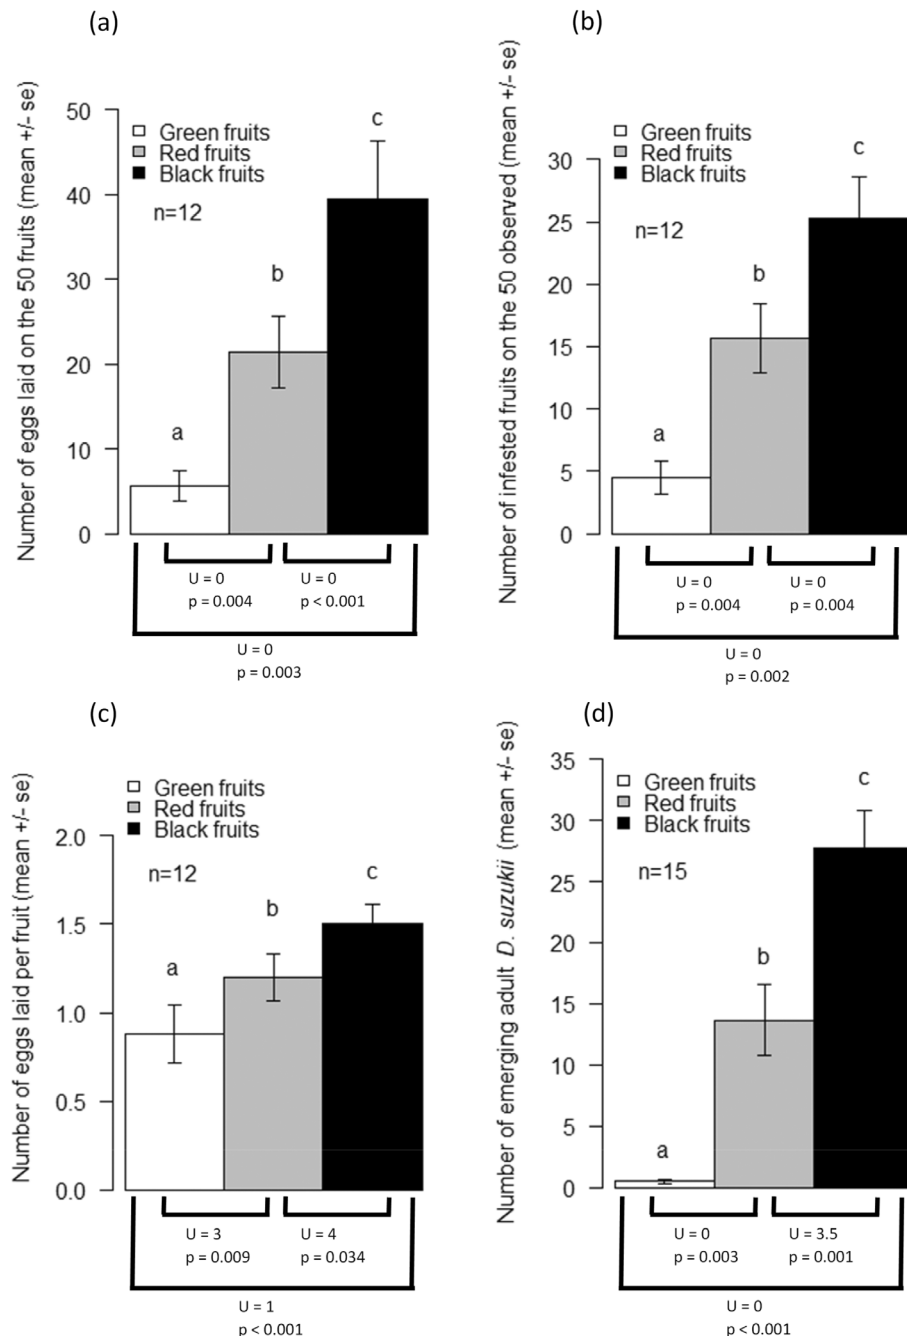 (a)
Number of eggs laid on the 50 fruits (mean +/- se)
50
40
30
20
10
0
Green fruits
Red fruits
Black fruits
n=12
a
b
c
U = 0
p = 0.004
U = 0
p < 0.001
U = 0
p = 0.003
(b)
Number of infested fruits on the 50 observed (mean +/- se)
30
25
20
15
10
5
0
Green fruits
Red fruits
Black fruits
n=12
a
b
c
U = 0
p = 0.004
U = 0
p = 0.004
U = 0
p = 0.002
(c)
Number of eggs laid per fruit (mean +/- se)
2.0
1.5
1.0
0.5
0.0
Green fruits
Red fruits
Black fruits
n=12
a
b
c
U = 3
p = 0.009
U = 4
p = 0.034
U = 1
p < 0.001
(d)
Number of emerging adult D. suzukii (mean +/- se)
35
30
25
20
15
10
5
0
Green fruits
Red fruits
Black fruits
n=15
a
b
c
U = 0
p = 0.003
U = 3.5
p = 0.001
U = 0
p < 0.001